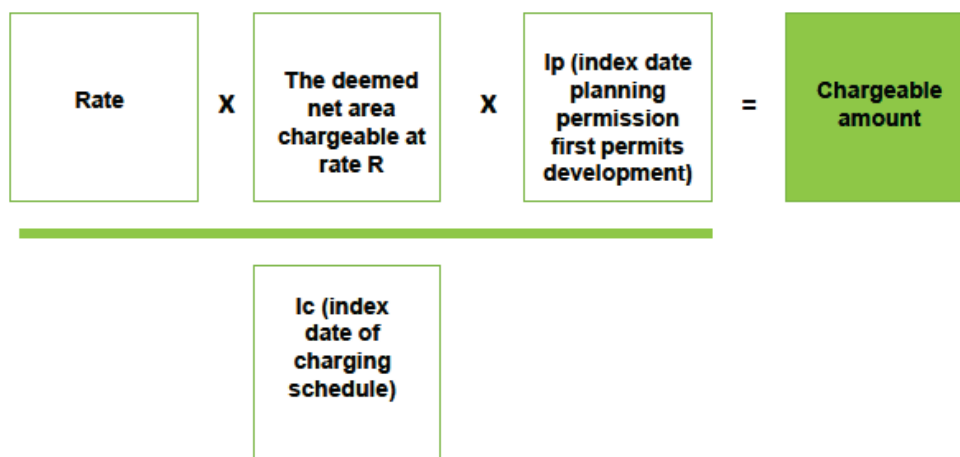 Rate
x
The deemed
net area
chargeable at
rate R
x
Ip (index date
planning
permission
first permits
development)
=
Chargeable
amount
Ic (index
date of
charging
schedule)